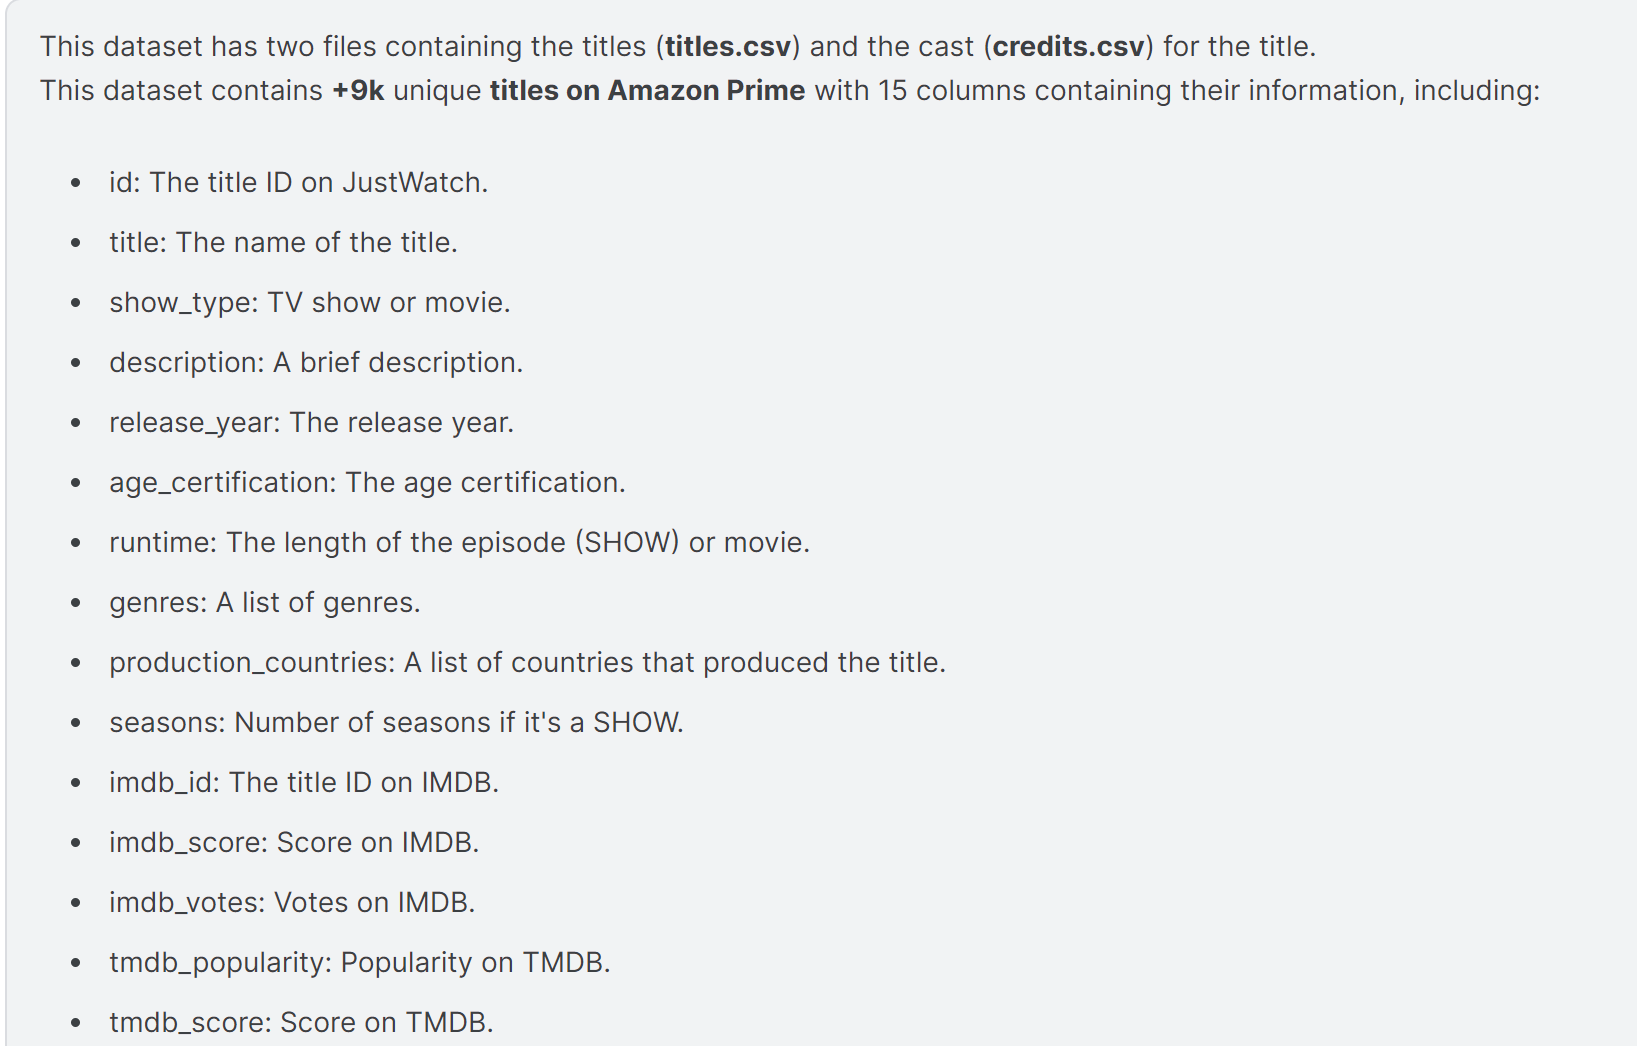 This dataset has two files containing the titles (titles.csv) and the cast (credits.csv) for the title.
This dataset contains +9k unique titles on Amazon Prime with 15 columns containing their information, including:
• id: The title ID on JustWatch.
• title: The name of the title.
• show_type: TV show or movie.
• description: A brief description.
• release_year: The release year.
• age_certification: The age certification.
• runtime: The length of the episode (SHOW) or movie.
• genres: A list of genres.
• production_countries: A list of countries that produced the title.
• seasons: Number of seasons if it's a SHOW.
• imdb_id: The title ID on IMDB.
• imdb_score: Score on IMDB.
• imdb_votes: Votes on IMDB.
• tmdb_popularity: Popularity on TMDB.
• tmdb_score: Score on TMDB.